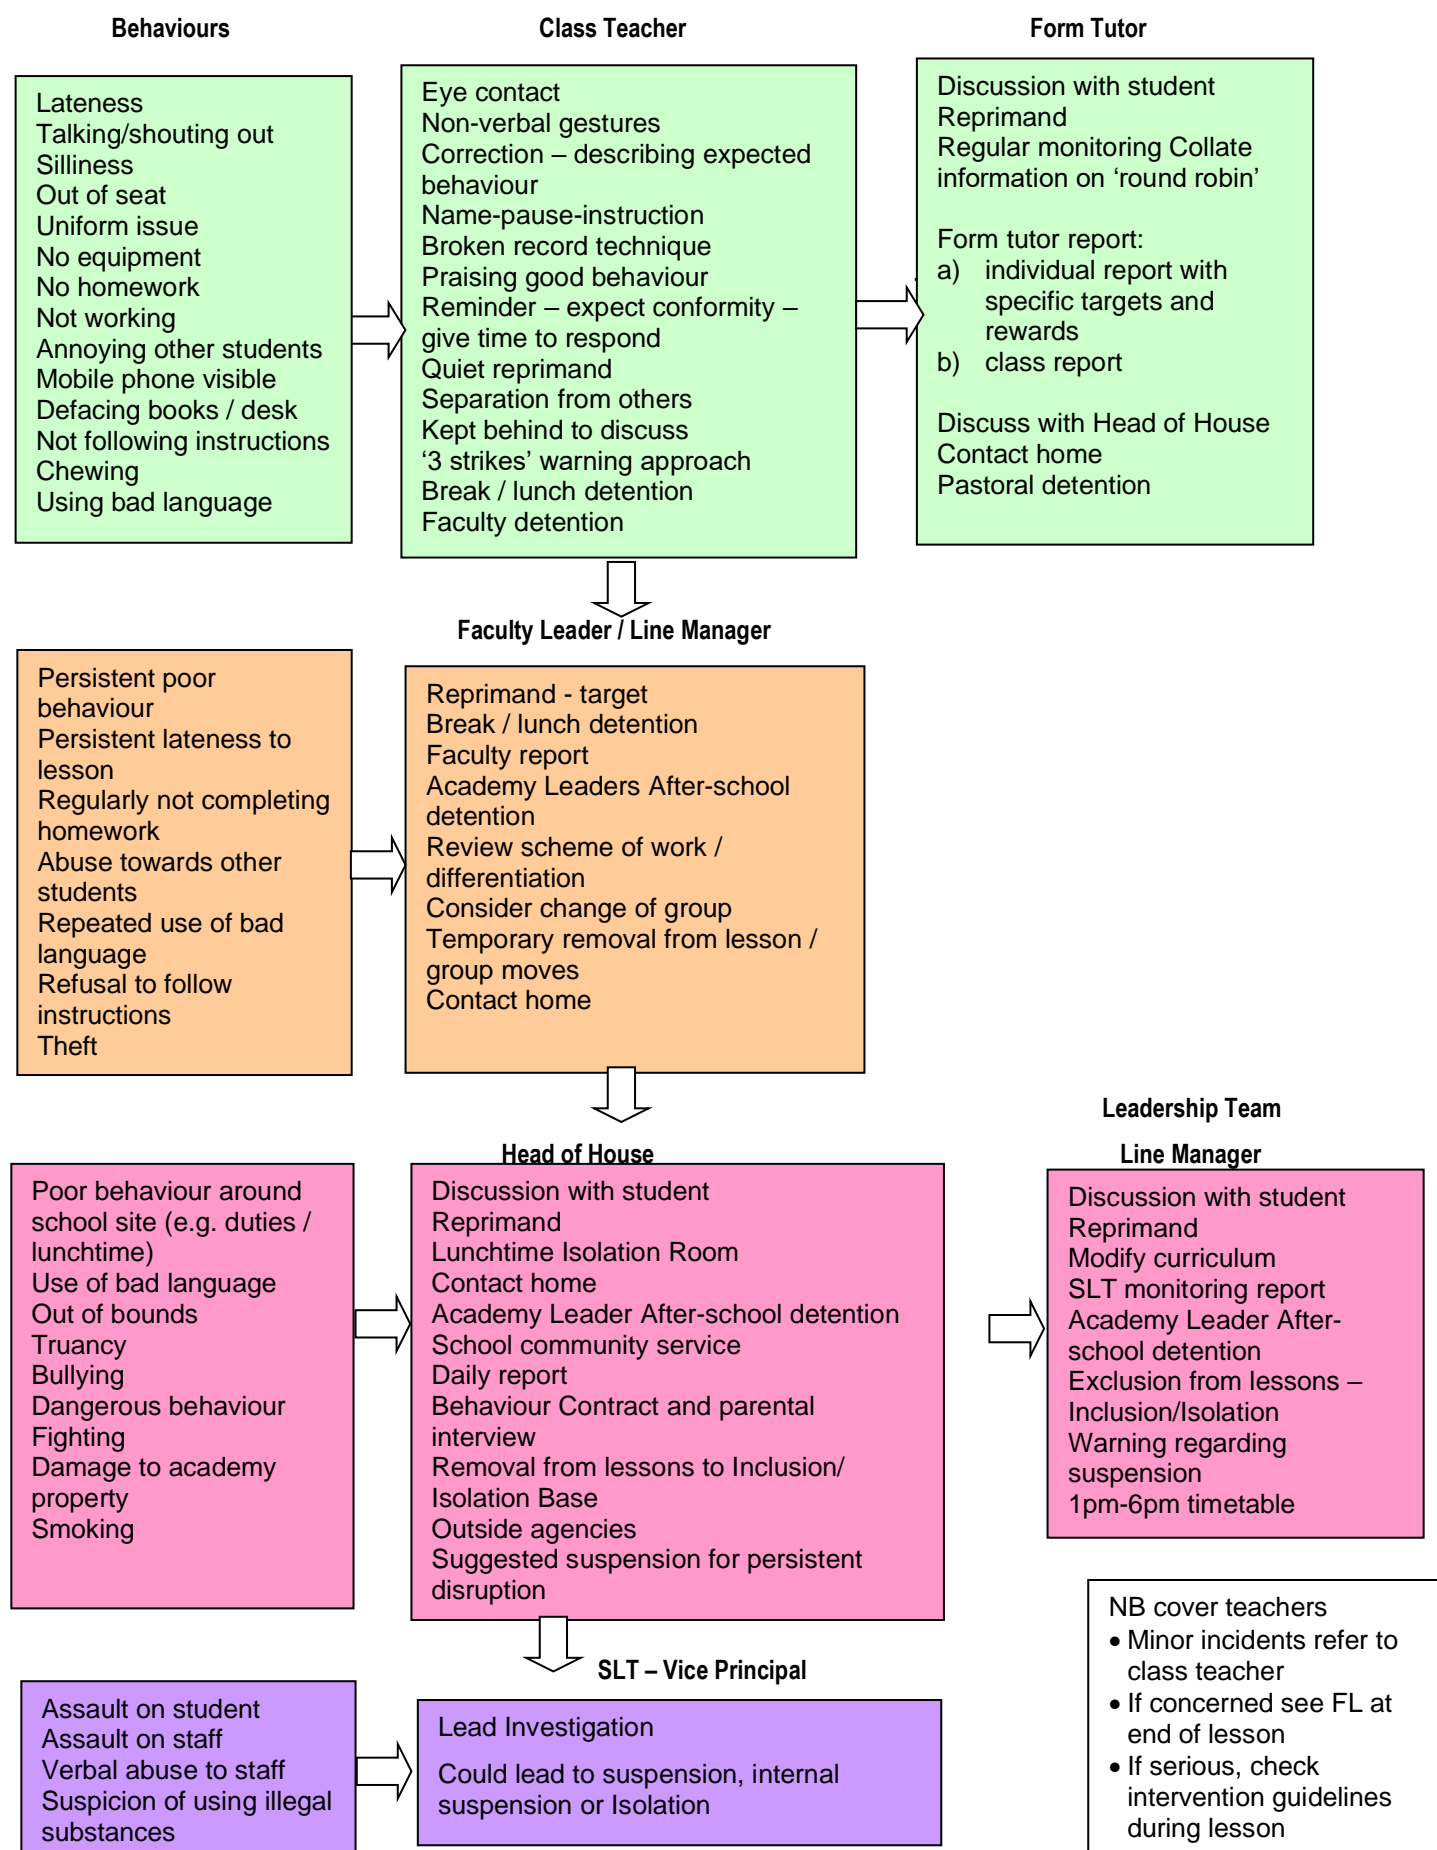 Behaviours
Class Teacher
Form Tutor
Lateness
Talking/shouting out
Silliness
Out of seat
Uniform issue
No equipment
No homework
Not working
Annoying other students
Mobile phone visible
Defacing books / desk
Not following instructions
Chewing
Using bad language
Eye contact
Non-verbal gestures
Correction – describing expected
behaviour
Name-pause-instruction
Broken record technique
Praising good behaviour
Reminder – expect conformity –
give time to respond
Quiet reprimand
Separation from others
Kept behind to discuss
‘3 strikes’ warning approach
Break / lunch detention
Faculty detention
Discussion with student
Reprimand
Regular monitoring Collate
information on ‘round robin’
Form tutor report:
a) individual report with
specific targets and
rewards
b) class report
Discuss with Head of House
Contact home
Pastoral detention
Faculty Leader / Line Manager
Persistent poor
behaviour
Persistent lateness to
lesson
Regularly not completing
homework
Abuse towards other
students
Repeated use of bad
language
Refusal to follow
instructions
Theft
Reprimand - target
Break / lunch detention
Faculty report
Academy Leaders After-school
detention
Review scheme of work /
differentiation
Consider change of group
Temporary removal from lesson /
group moves
Contact home
Head of House
Leadership Team
Line Manager
Poor behaviour around
school site (e.g. duties /
lunchtime)
Use of bad language
Out of bounds
Truancy
Bullying
Dangerous behaviour
Fighting
Damage to academy
property
Smoking
Discussion with student
Reprimand
Lunchtime Isolation Room
Contact home
Academy Leader After-school detention
School community service
Daily report
Behaviour Contract and parental
interview
Removal from lessons to Inclusion/
Isolation Base
Outside agencies
Suggested suspension for persistent
disruption
Discussion with student
Reprimand
Modify curriculum
SLT monitoring report
Academy Leader After-
school detention
Exclusion from lessons –
Inclusion/Isolation
Warning regarding
suspension
1pm-6pm timetable
SLT – Vice Principal
Assault on student
Assault on staff
Verbal abuse to staff
Suspicion of using illegal
substances
Lead Investigation
Could lead to suspension, internal
suspension or Isolation
NB cover teachers
• Minor incidents refer to
class teacher
• If concerned see FL at
end of lesson
• If serious, check
intervention guidelines
during lesson